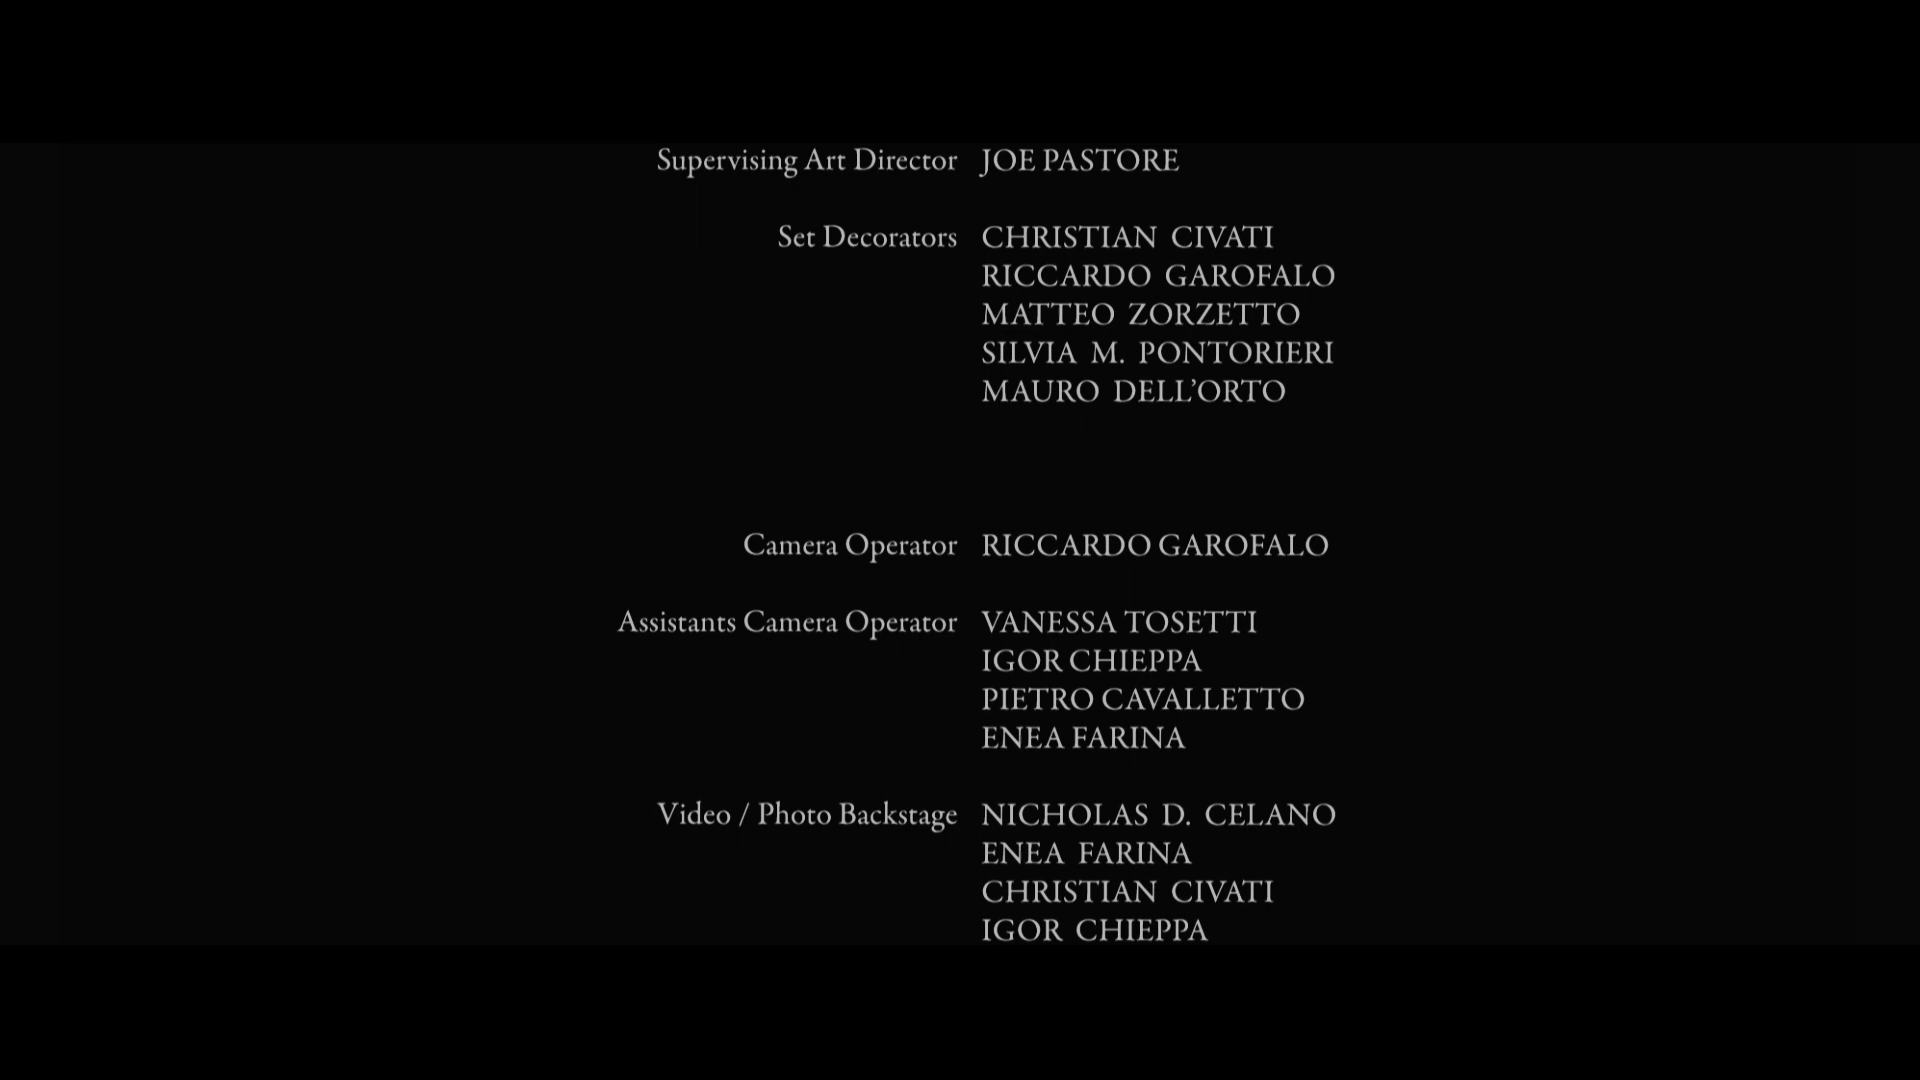 Supervising Art Director JOE PASTORE
Set Decorators CHRISTIAN CIVATI
RICCARDO GAROFALO
MATTEO ZORZETTO
SILVIA M. PONTORIERI
MAURO DELL’ORTO
Camera Operator RICCARDO GAROFALO
Assistants Camera Operator VANESSA TOSETTI
IGOR CHIEPPA
PIETRO CAVALLETTO
ENEA FARINA
Video / Photo Backstage NICHOLAS D. CELANO
ENEA FARINA
CHRISTIAN CIVATI
IGOR CHIEPPA